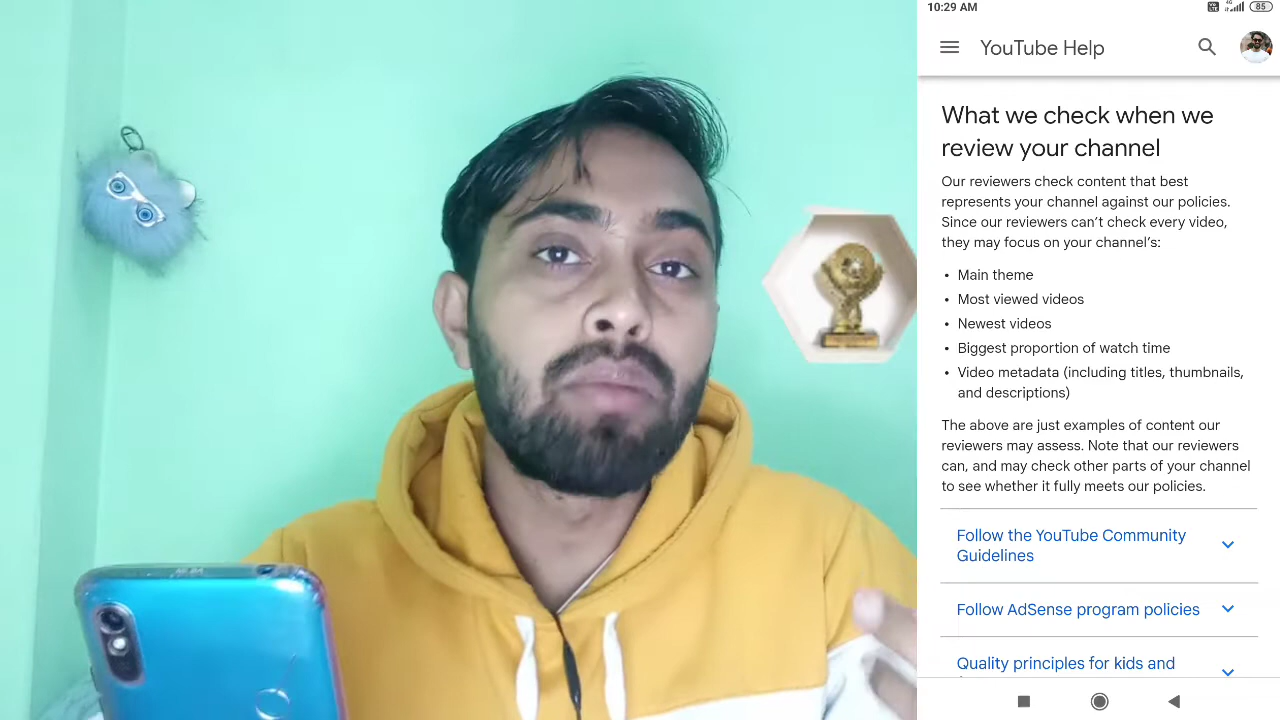 10:29 AM
4G
85
YouTube Help
What we check when we
review your channel
Our reviewers check content that best
represents your channel against our policies.
Since our reviewers can’t check every video,
they may focus on your channel’s:
• Main theme
• Most viewed videos
• Newest videos
• Biggest proportion of watch time
• Video metadata (including titles, thumbnails,
and descriptions)
The above are just examples of content our
reviewers may assess. Note that our reviewers
can, and may check other parts of your channel
to see whether it fully meets our policies.
Follow the YouTube Community
Guidelines
Follow AdSense program policies
Quality principles for kids and